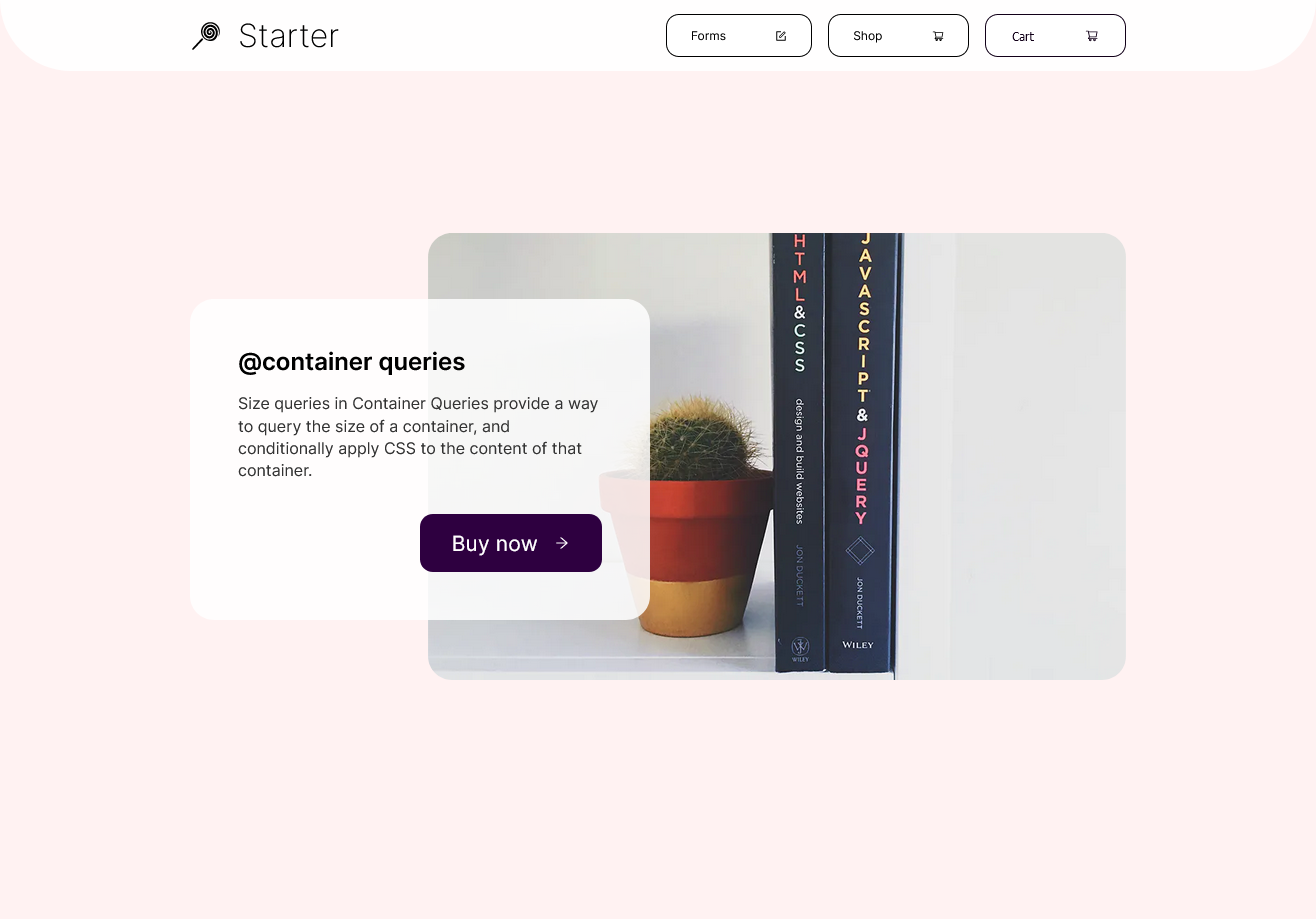 Starter
Forms
Shop
Cart
@container queries
Size queries in Container Queries provide a way
to query the size of a container, and
conditionally apply CSS to the content of that
container.
Buy now
HTML&CSS
design and build websites
JON DUCKETT
WILEY
JAVASCRIPT & JQUERY
JON DUCKETT
WILEY